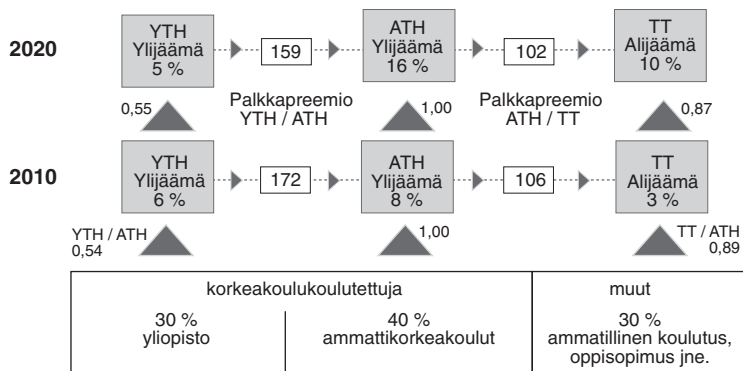 2020
YTH
Ylijäämä
5 %
159
ATH
Ylijäämä
16 %
102
TT
Alijäämä
10 %
0,55
Palkkapreemio
YTH / ATH
1,00
Palkkapreemio
ATH / TT
0,87
2010
YTH
Ylijäämä
6 %
172
ATH
Ylijäämä
8 %
106
TT
Alijäämä
3 %
YTH / ATH
0,54
1,00
TT / ATH
0,89
korkeakoulukoulutettuja
muut
30 %
yliopisto
40 %
ammattikorkeakoulut
30 %
ammatillinen koulutus,
oppisopimus jne.